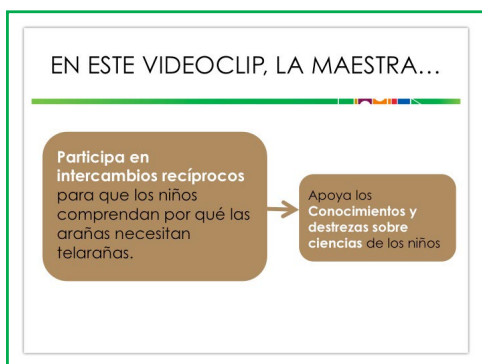 EN ESTE VIDEOCLIP, LA MAESTRA…
Participa en
intercambios recíprocos
para que los niños
comprendan por qué las
arañas necesitan
telarañas.
Apoya los
Conocimientos y
destrezas sobre
ciencias de los niños